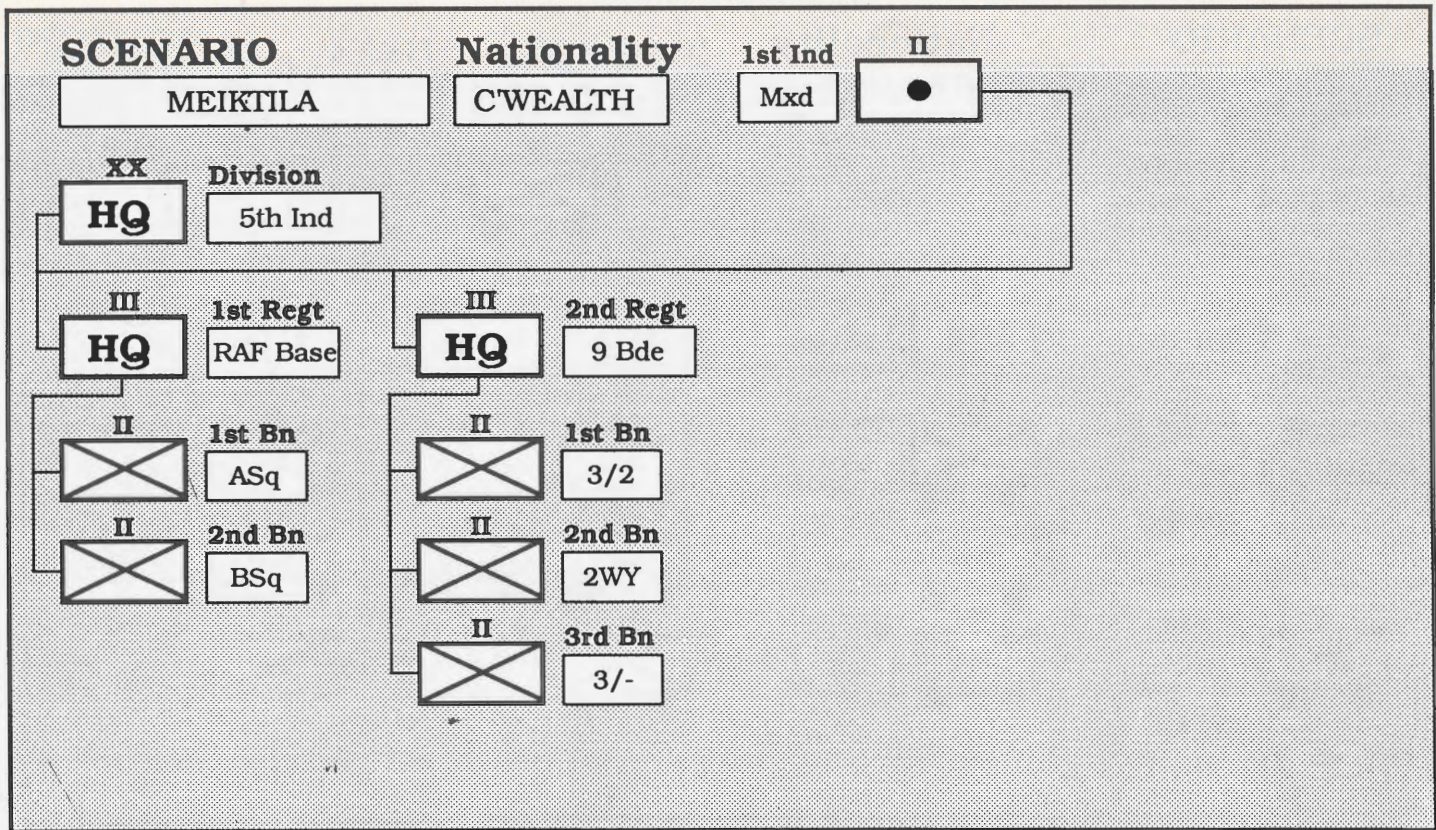 SCENARIO Nationality 1st Ind II
MEIKTILA C'WEALTH Mxd
XX Division
HQ 5th Ind
III 1st Regt III 2nd Regt
HQ RAF Base HQ 9 Bde
II 1st Bn II 1st Bn
ASq 3/2
II 2nd Bn II 2nd Bn
BSq 2WY
II 3rd Bn
3/-